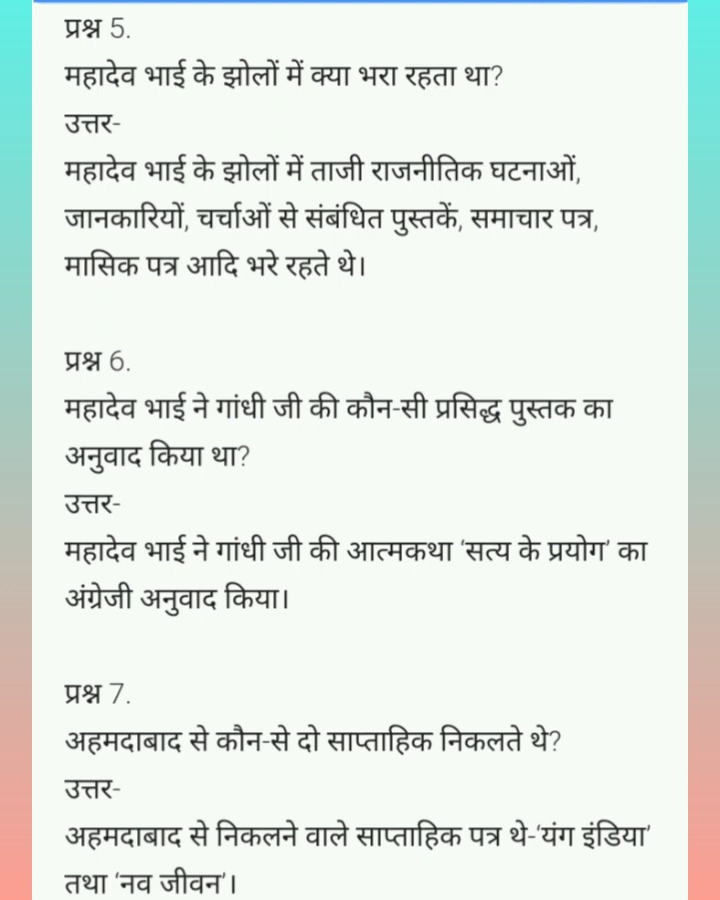 प्रश्न 5.
महादेव भाई के झोलों में क्या भरा रहता था?
उत्तर-
महादेव भाई के झोलों में ताजी राजनीतिक घटनाओं,
जानकारियों, चर्चाओं से संबंधित पुस्तकें, समाचार पत्र,
मासिक पत्र आदि भरे रहते थे।
प्रश्न 6.
महादेव भाई ने गांधी जी की कौन-सी प्रसिद्ध पुस्तक का
अनुवाद किया था?
उत्तर-
महादेव भाई ने गांधी जी की आत्मकथा ‘सत्य के प्रयोग’ का
अंग्रेजी अनुवाद किया।
प्रश्न 7.
अहमदाबाद से कौन-से दो साप्ताहिक निकलते थे?
उत्तर-
अहमदाबाद से निकलने वाले साप्ताहिक पत्र थे-‘यंग इंडिया’
तथा ‘नव जीवन’।